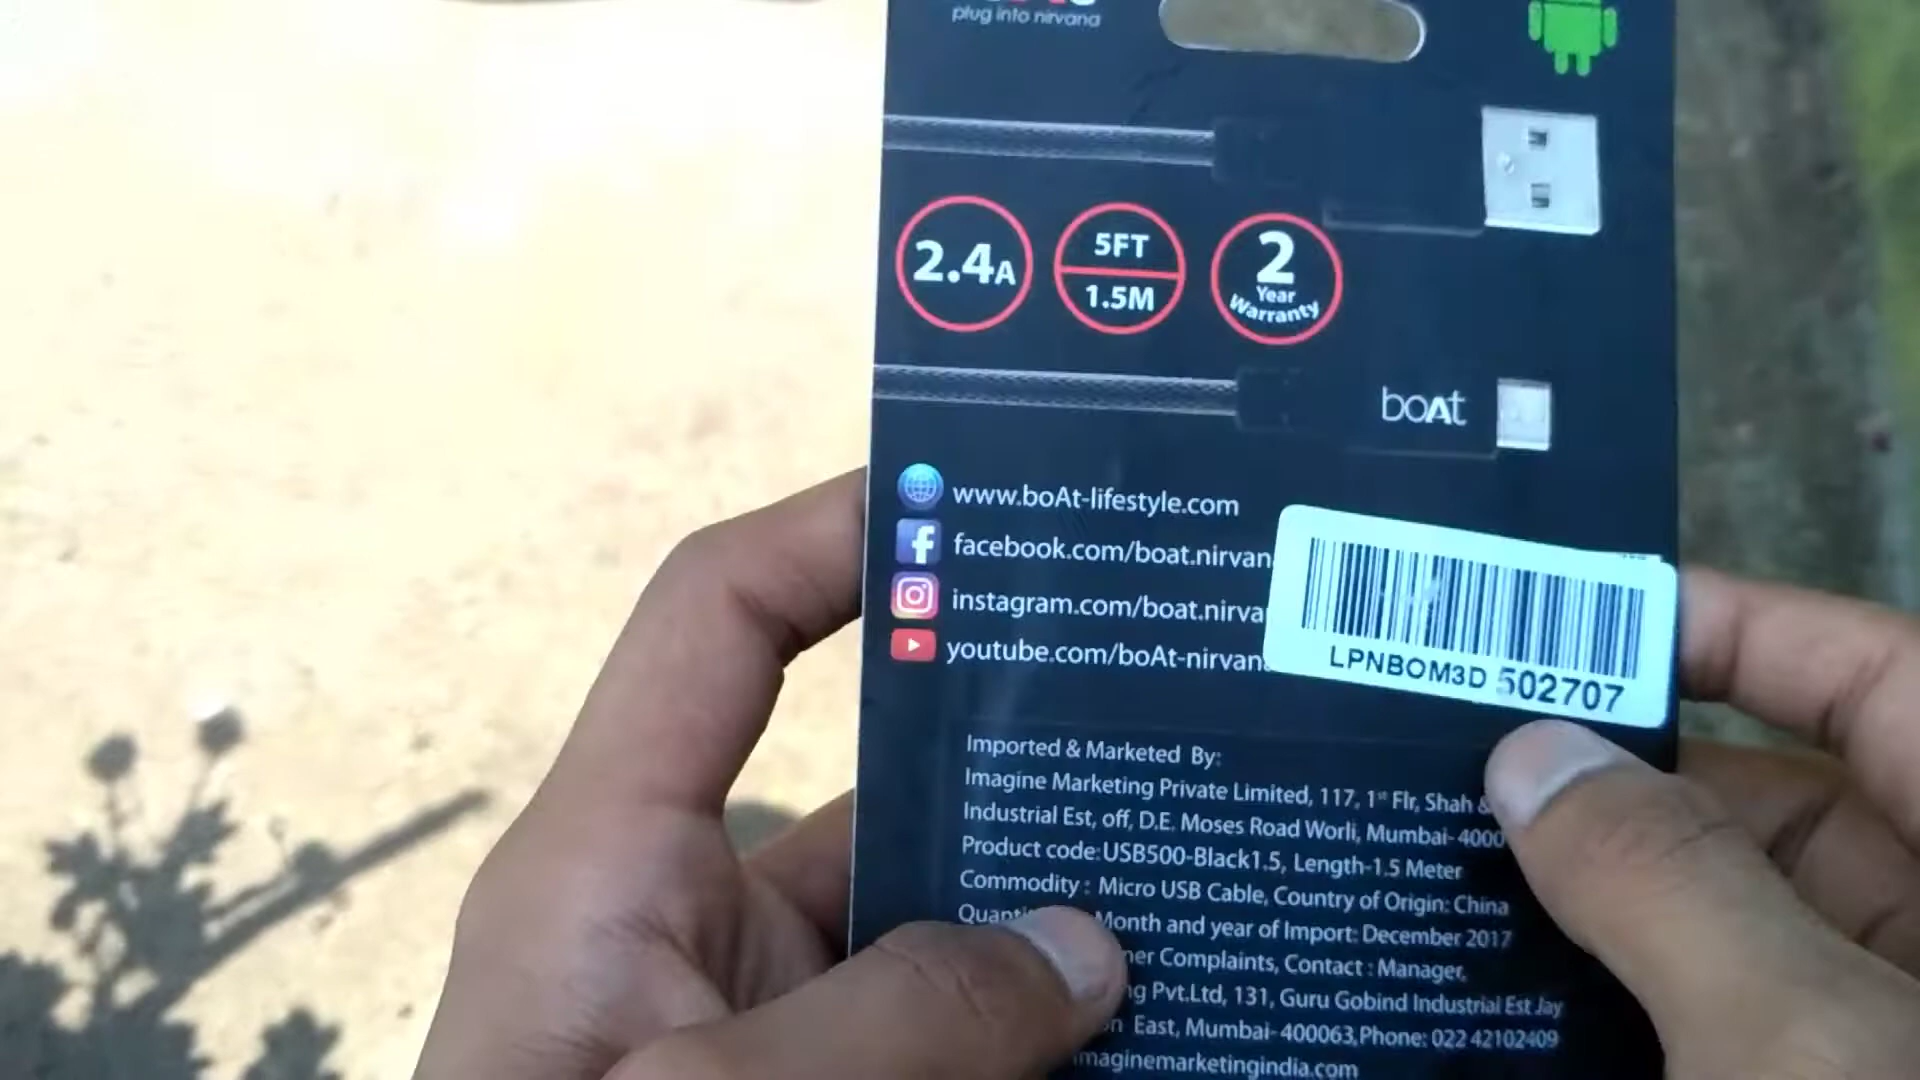 plug into nirvana
2.4A
5FT
1.5M
2
Year
Warranty
boAt
www.boAt-lifestyle.com
facebook.com/boat.nirvan
instagram.com/boat.nirva
youtube.com/boAt-nirvana
LPNBOM3D 502707
Imported & Marketed By:
Imagine Marketing Private Limited, 117, 1st Flr, Shah &
Industrial Est, off, D.E. Moses Road Worli, Mumbai- 4000
Product code:USB500-Black1.5, Length-1.5 Meter
Commodity : Micro USB Cable, Country of Origin: China
Month and year of Import: December 2017
Complaints, Contact : Manager,
Pvt.Ltd, 131, Guru Gobind Industrial Est Jay
East, Mumbai- 400063,Phone: 022 42102409
imaginemarketingindia.com